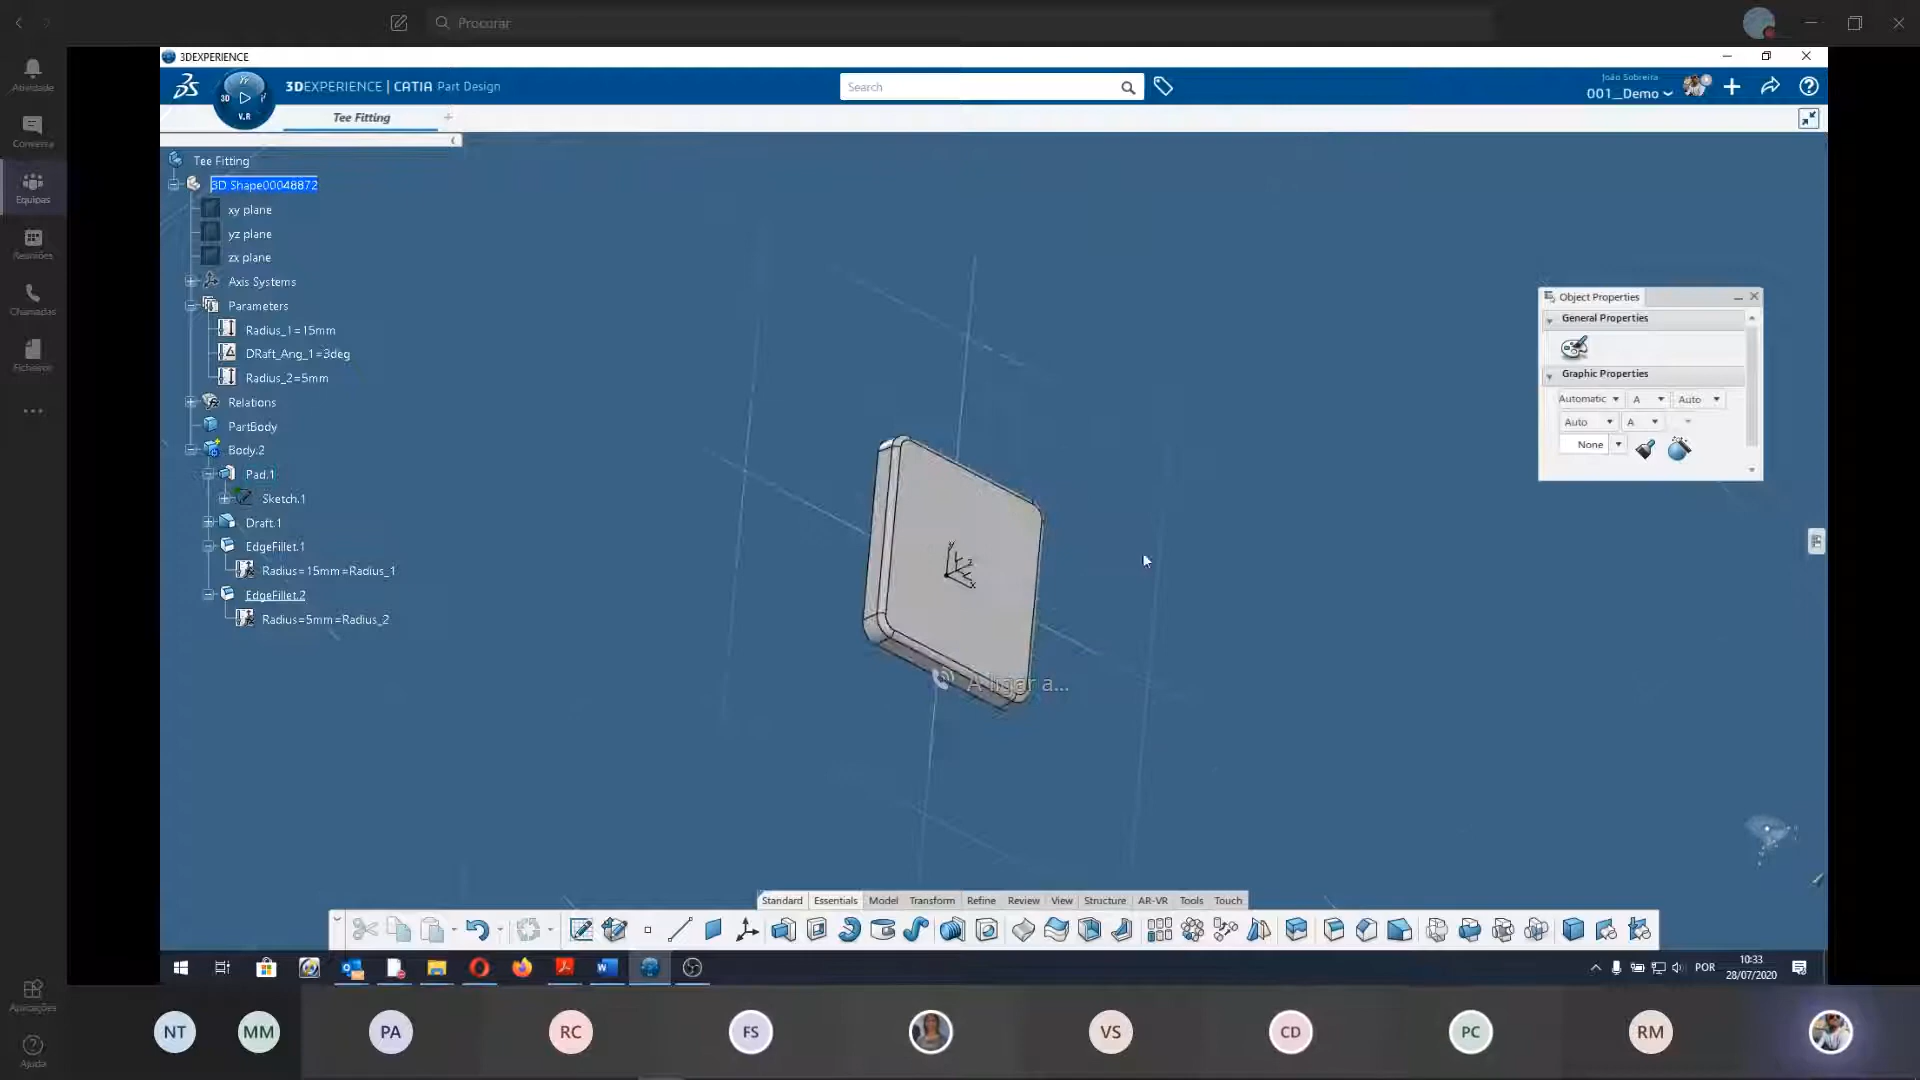 Procurar
3DEXPERIENCE
3DEXPERIENCE | CATIA Part Design
Search
João Sobreira
001_Demo
3D
V.R
Tee Fitting
Atividade
Conversa
Equipas
Reuniões
Chamadas
Ficheiros
Tee Fitting
3D Shape00048872
xy plane
yz plane
zx plane
Axis Systems
Parameters
Radius_1=15mm
DRaft_Ang_1=3deg
Radius_2=5mm
Relations
PartBody
Body.2
Pad.1
Sketch.1
Draft.1
EdgeFillet.1
Radius=15mm=Radius_1
EdgeFillet.2
Radius=5mm=Radius_2
Object Properties
General Properties
Graphic Properties
Automatic A Auto
Auto A
None
y
z
x
A ligar a...
Standard Essentials Model Transform Refine Review View Structure AR-VR Tools Touch
POR
10:33
28/07/2020
Aplicações
Ajuda
NT MM PA RC FS VS CD PC RM